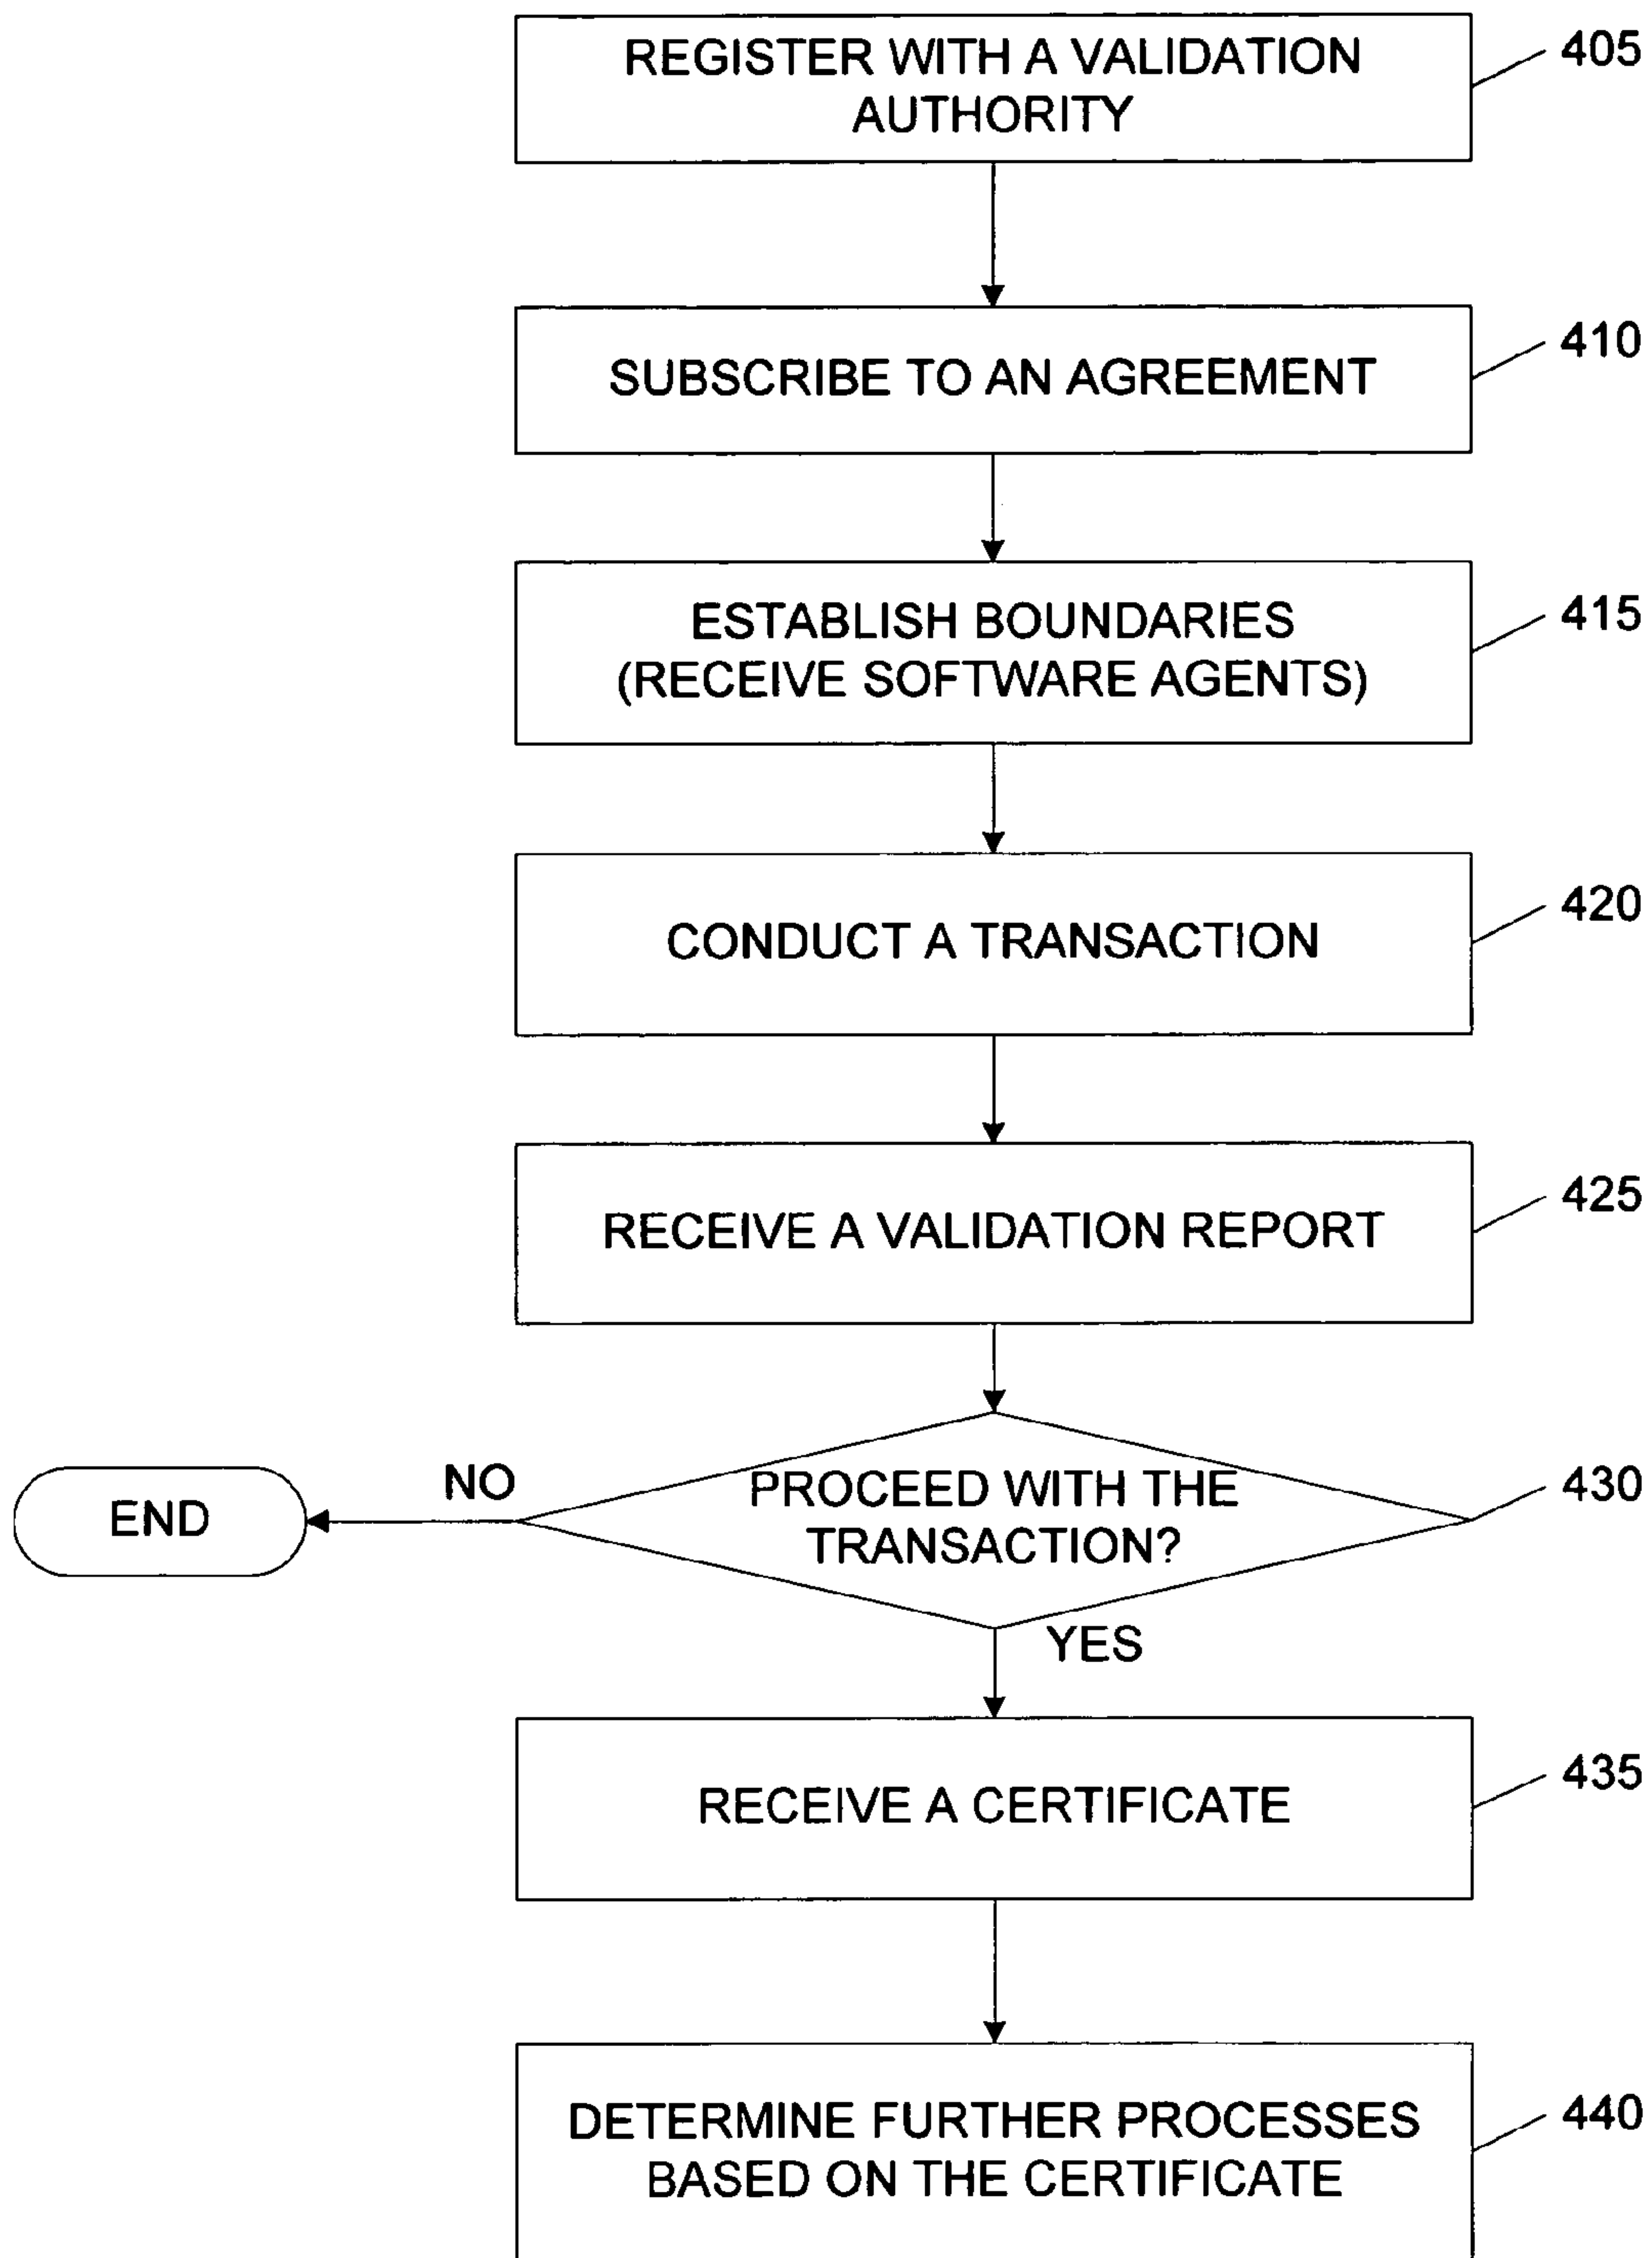 REGISTER WITH A VALIDATION
AUTHORITY
405
SUBSCRIBE TO AN AGREEMENT
410
ESTABLISH BOUNDARIES
(RECEIVE SOFTWARE AGENTS)
415
CONDUCT A TRANSACTION
420
RECEIVE A VALIDATION REPORT
425
PROCEED WITH THE
TRANSACTION?
430
NO
END
YES
RECEIVE A CERTIFICATE
435
DETERMINE FURTHER PROCESSES
BASED ON THE CERTIFICATE
440